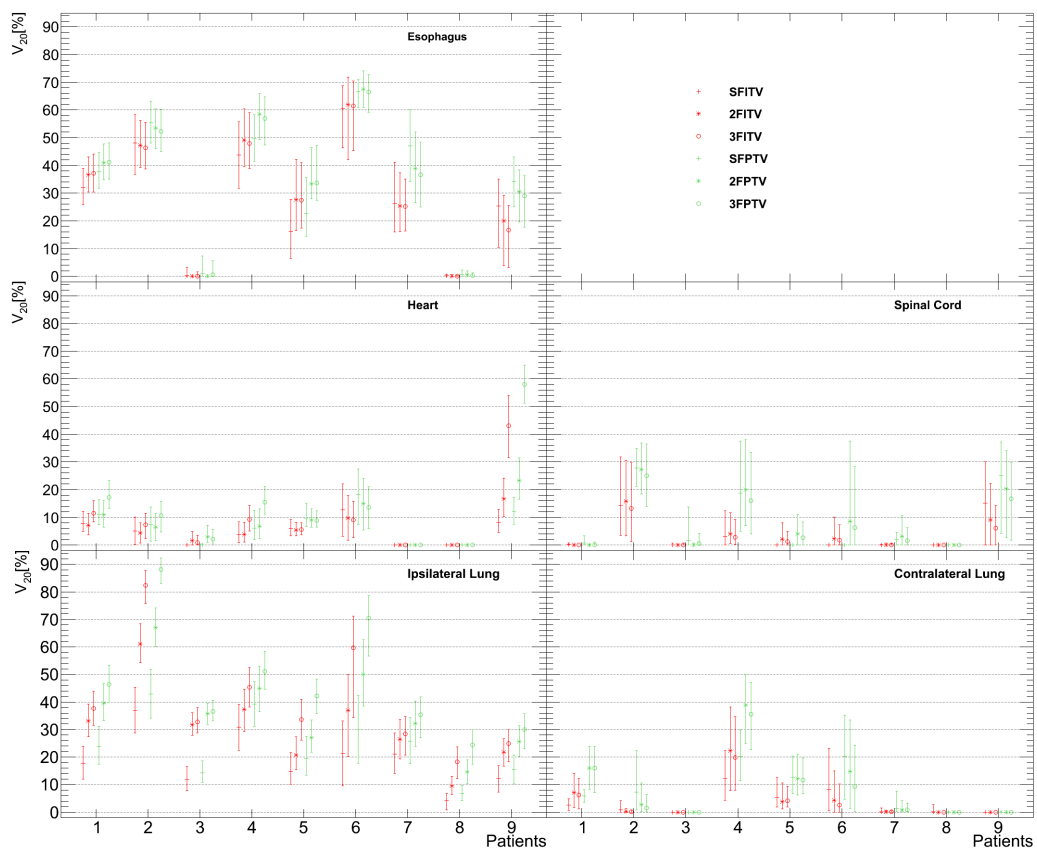 V20[%]
90
80
70
60
50
40
30
20
10
0
Esophagus
SFITV
2FITV
3FITV
SFPTV
2FPTV
3FPTV
V20[%]
90
80
70
60
50
40
30
20
10
0
Heart
Spinal Cord
V20[%]
90
80
70
60
50
40
30
20
10
0
Ipsilateral Lung
Contralateral Lung
1 2 3 4 5 6 7 8 9
Patients
1 2 3 4 5 6 7 8 9
Patients